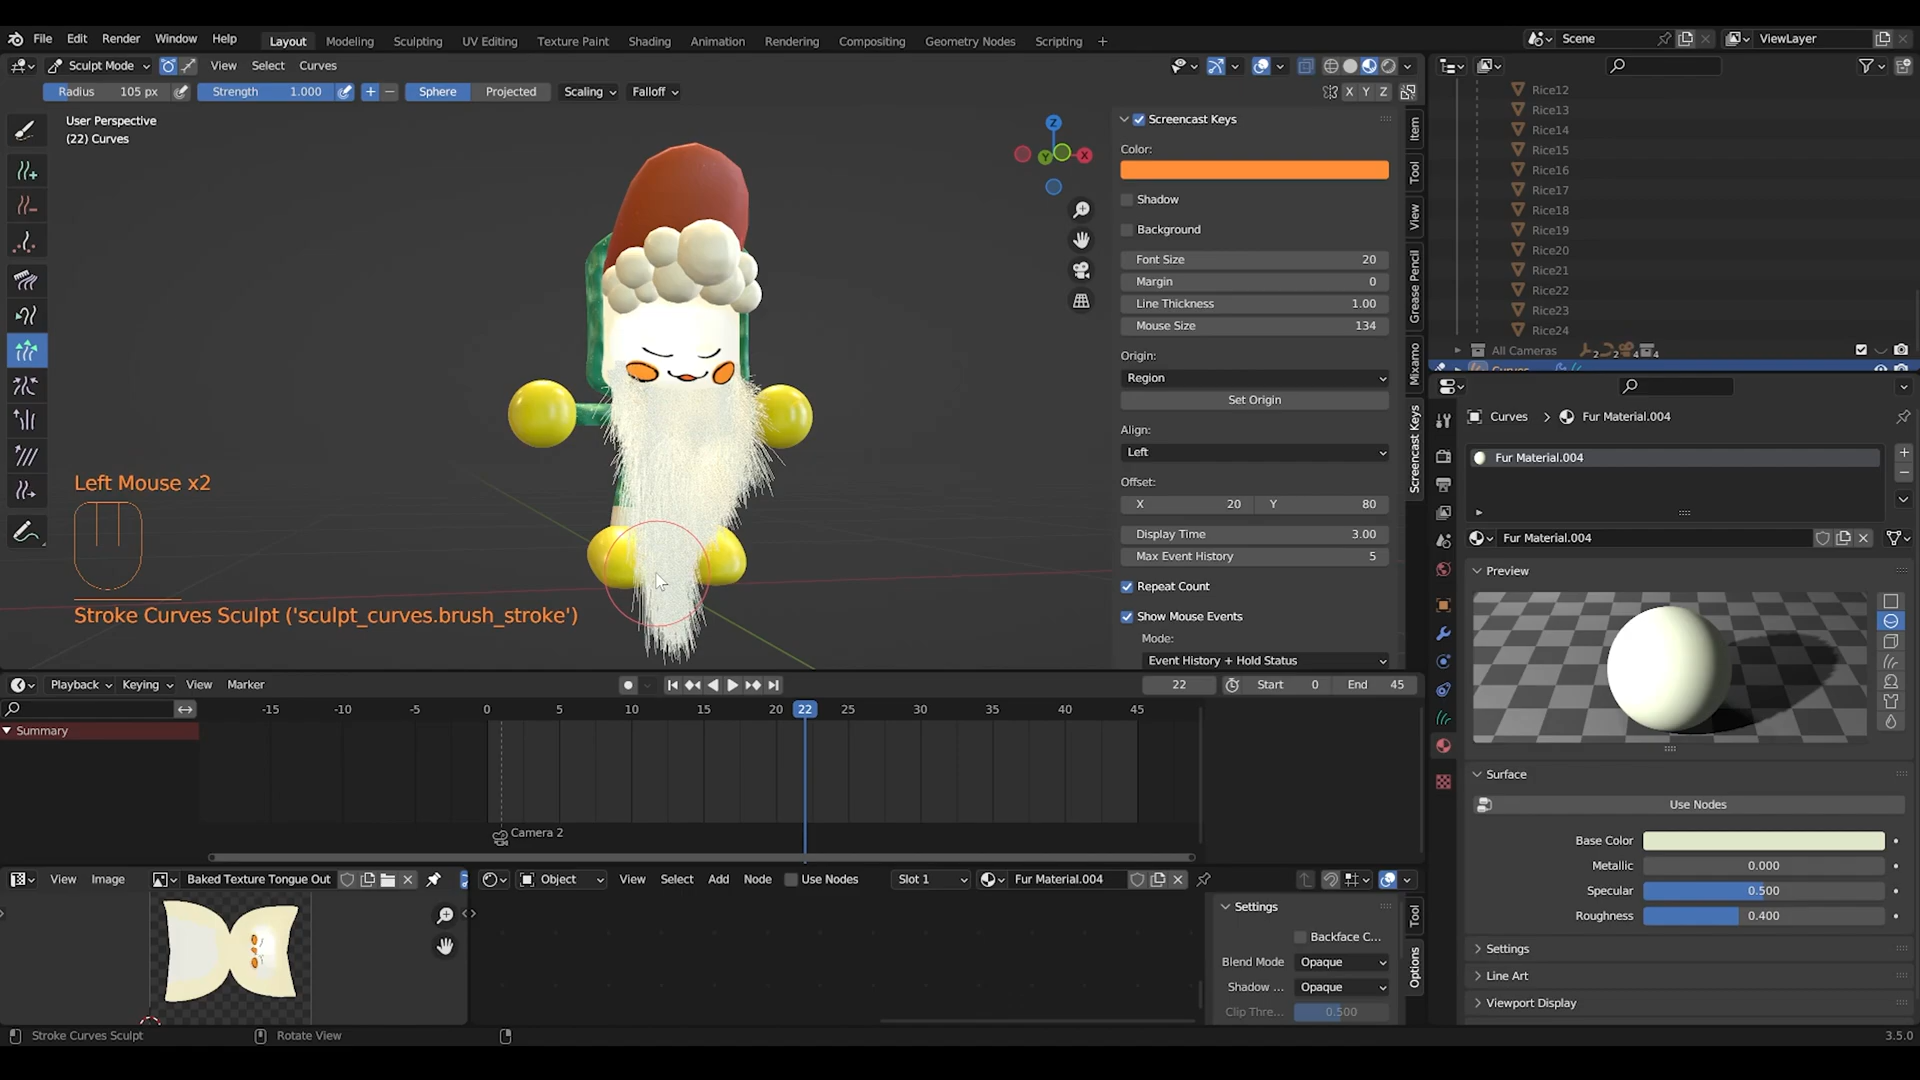 File Edit Render Window Help Layout Modeling Sculpting UV Editing Texture Paint Shading Animation Rendering Compositing Geometry Nodes Scripting + Scene ViewLayer
Sculpt Mode View Select Curves
Radius 105 px Strength 1.000 Sphere Projected Scaling Falloff X Y Z
User Perspective
(22) Curves
Z
Y X
Left Mouse x2
Stroke Curves Sculpt ('sculpt_curves.brush_stroke')
Screencast Keys
Color:
Shadow
Background
Font Size 20
Margin 0
Line Thickness 1.00
Mouse Size 134
Origin:
Region
Set Origin
Align:
Left
Offset:
X 20 Y 80
Display Time 3.00
Max Event History 5
Repeat Count
Show Mouse Events
Mode:
Event History + Hold Status
Item
Tool
View
Grease Pencil
Mixamo
Screencast Keys
Rice12
Rice13
Rice14
Rice15
Rice16
Rice17
Rice18
Rice19
Rice20
Rice21
Rice22
Rice23
Rice24
All Cameras 2 2 4 4
Curves
Curves > Fur Material.004
Fur Material.004
Fur Material.004
Preview
Surface
Use Nodes
Base Color
Metallic 0.000
Specular 0.500
Roughness 0.400
Settings
Line Art
Viewport Display
Playback Keying View Marker 22 Start 0 End 45
-15 -10 -5 0 5 10 15 20 22 25 30 35 40 45
Summary
Camera 2
View Image Baked Texture Tongue Out
Object View Select Add Node Use Nodes Slot 1 Fur Material.004
Settings
Backface C...
Blend Mode Opaque
Shadow ... Opaque
Clip Thre... 0.500
Tool
Options
Stroke Curves Sculpt Rotate View 3.5.0